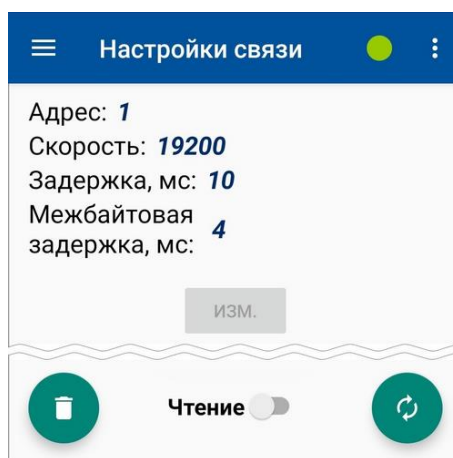 Настройки связи
Адрес: 1
Скорость: 19200
Задержка, мс: 10
Межбайтовая
задержка, мс: 4
ИЗМ.
Чтение